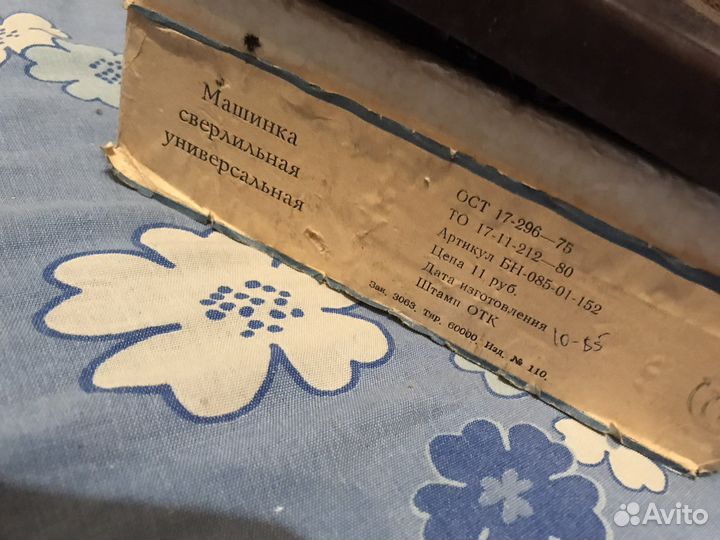 Машинка
сверлильная
универсальная
ОСТ 17-296—75
ТО 17-11-212—80
Артикул БН-085-01-152
Цена 11 руб.
Дата изготовления 10-85
Штамп ОТК
Зак. 3063. Тир. 60000. Изд. № 110.
Avito